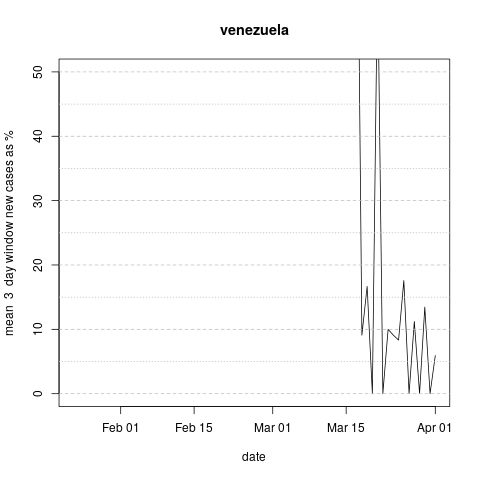 venezuela
mean 3 day window new cases as %
50
40
30
20
10
0
Feb 01
Feb 15
Mar 01
Mar 15
Apr 01
date